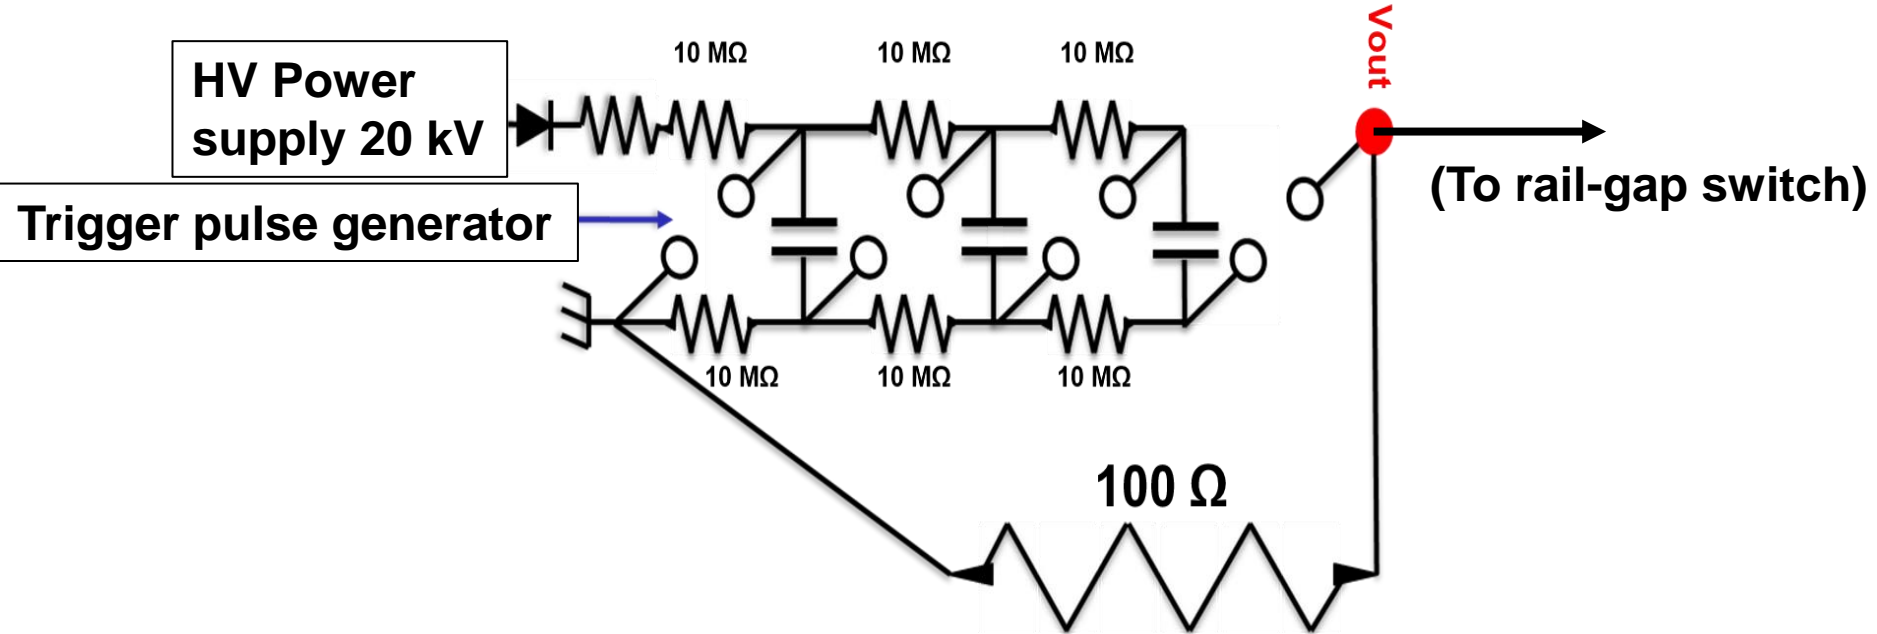 10 MΩ 10 MΩ 10 MΩ
Vout
HV Power
supply 20 kV
(To rail-gap switch)
Trigger pulse generator
10 MΩ 10 MΩ 10 MΩ
100 Ω